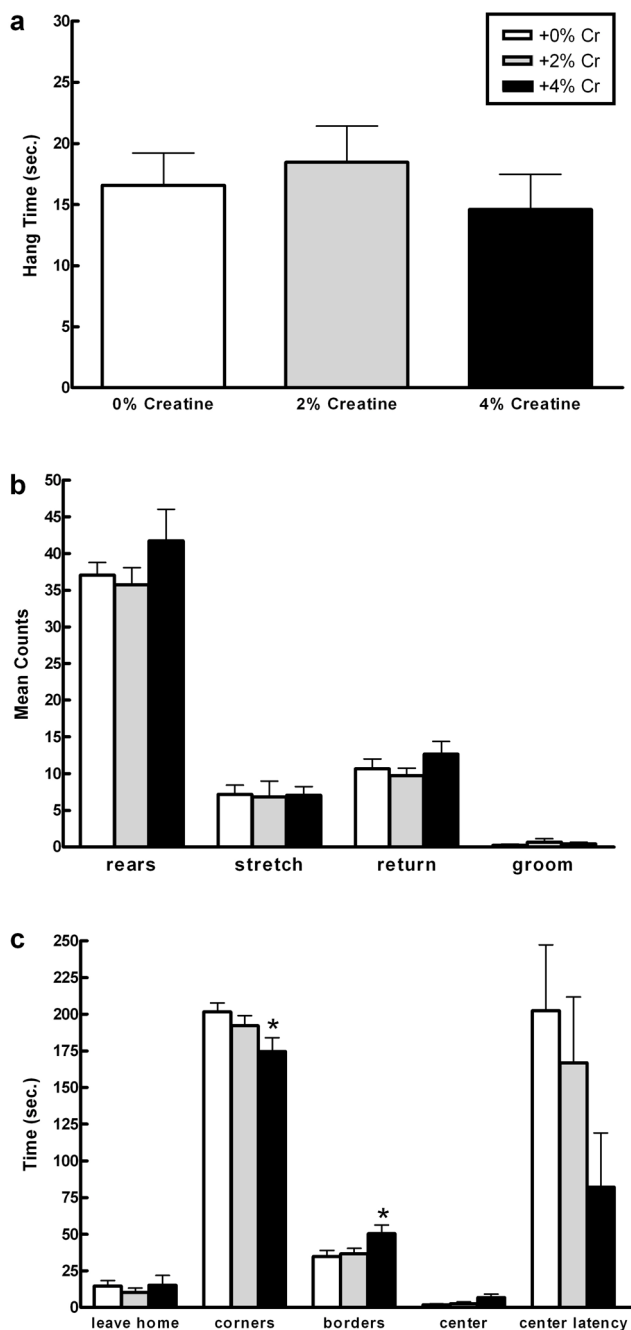 a
+0% Cr
+2% Cr
+4% Cr
Hang Time (sec.)
30
25
20
15
10
5
0
0% Creatine 2% Creatine 4% Creatine
b
Mean Counts
50
45
40
35
30
25
20
15
10
5
0
rears stretch return groom
c
Time (sec.)
250
225
200
175
150
125
100
75
50
25
0
*
*
leave home corners borders center center latency